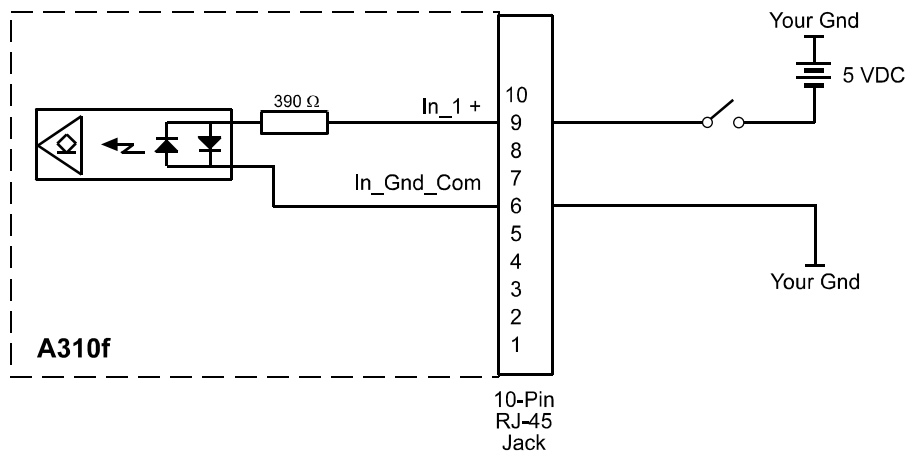 Your Gnd
5 VDC
390 Ω
In_1 +
10
9
8
7
In_Gnd_Com
6
5
4
3
2
1
Your Gnd
A310f
10-Pin
RJ-45
Jack